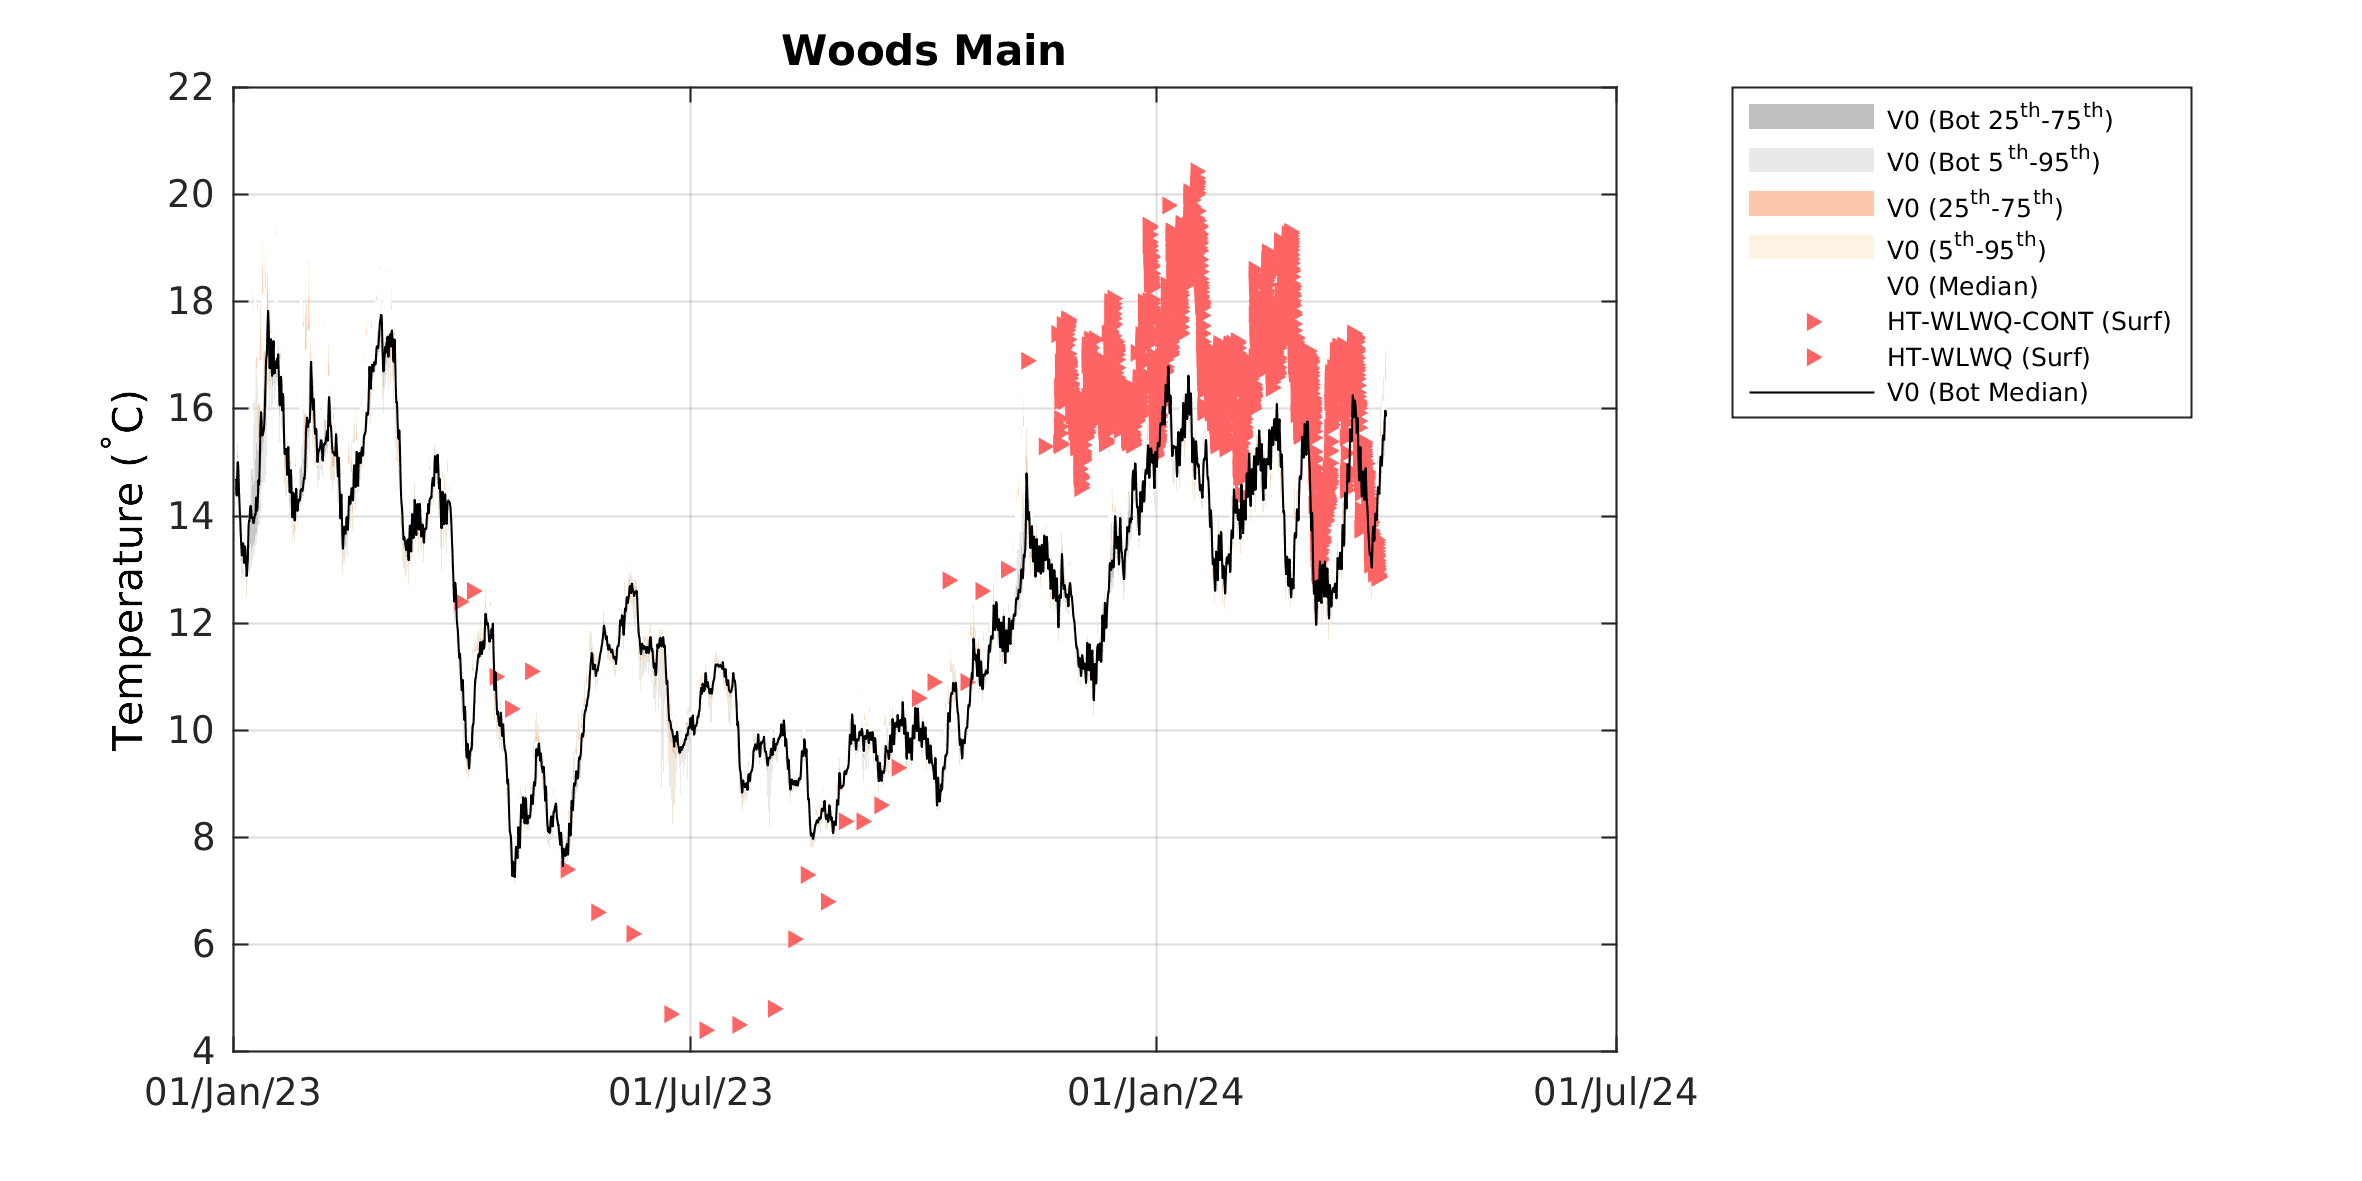 Woods Main
22
20
18
16
14
12
10
8
6
4
Temperature (°C)
01/Jan/23
01/Jul/23
01/Jan/24
01/Jul/24
V0 (Bot 25th-75th)
V0 (Bot 5th-95th)
V0 (25th-75th)
V0 (5th-95th)
V0 (Median)
HT-WLWQ-CONT (Surf)
HT-WLWQ (Surf)
V0 (Bot Median)